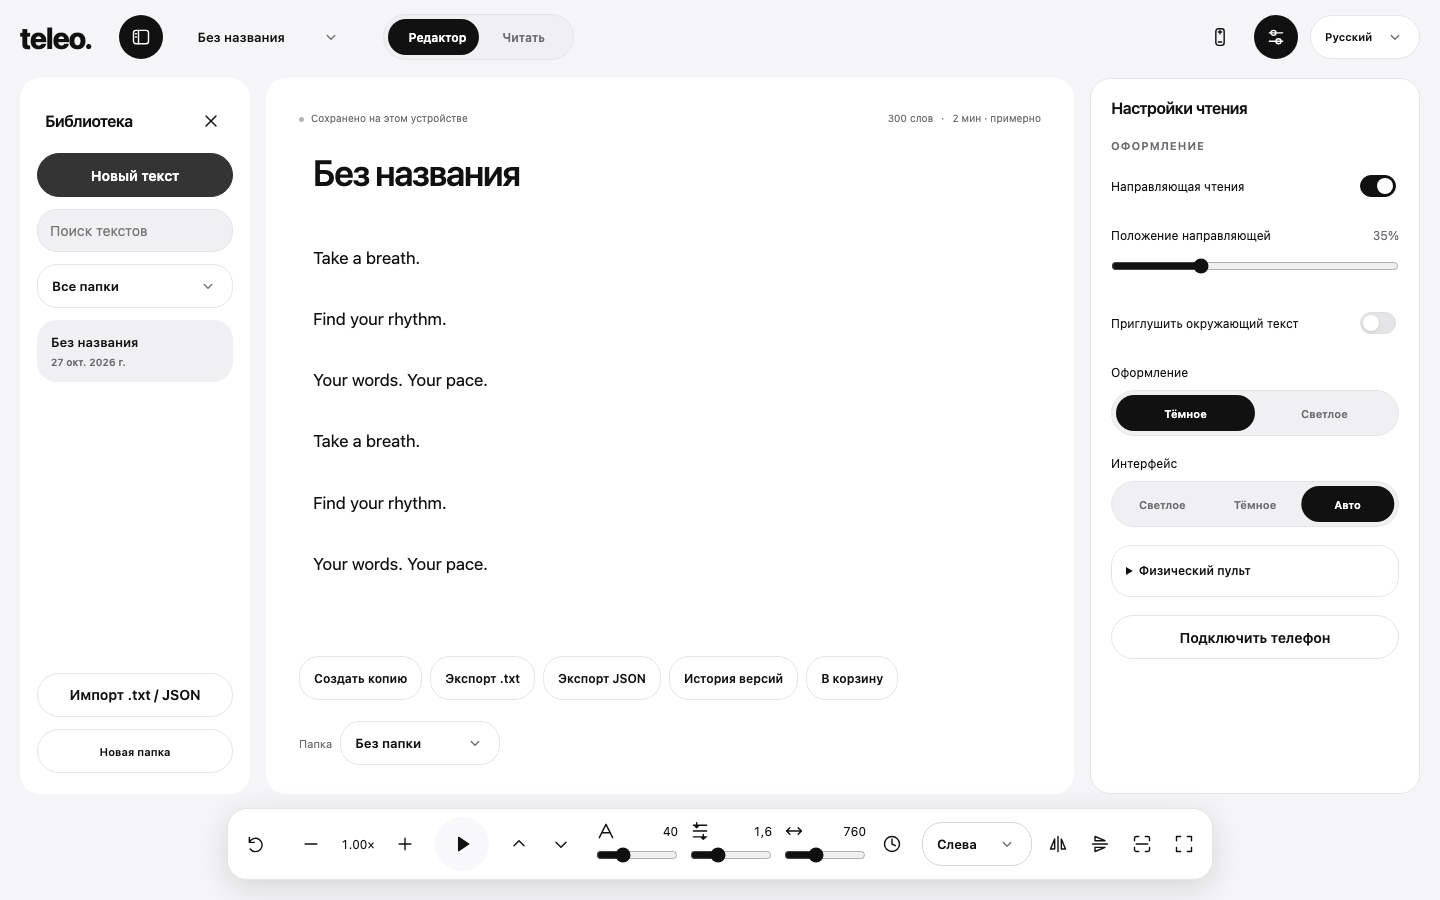 teleo.
Без названия
Редактор
Читать
Русский
Библиотека
Новый текст
Поиск текстов
Все папки
Без названия
27 окт. 2026 г.
Импорт .txt / JSON
Новая папка
Сохранено на этом устройстве
300 слов · 2 мин · примерно
Без названия
Take a breath.
Find your rhythm.
Your words. Your pace.
Take a breath.
Find your rhythm.
Your words. Your pace.
Создать копию
Экспорт .txt
Экспорт JSON
История версий
В корзину
Папка
Без папки
Настройки чтения
ОФОРМЛЕНИЕ
Направляющая чтения
Положение направляющей 35%
Приглушить окружающий текст
Оформление
Тёмное
Светлое
Интерфейс
Светлое
Тёмное
Авто
Физический пульт
Подключить телефон
1.00×
40
1,6
760
Слева